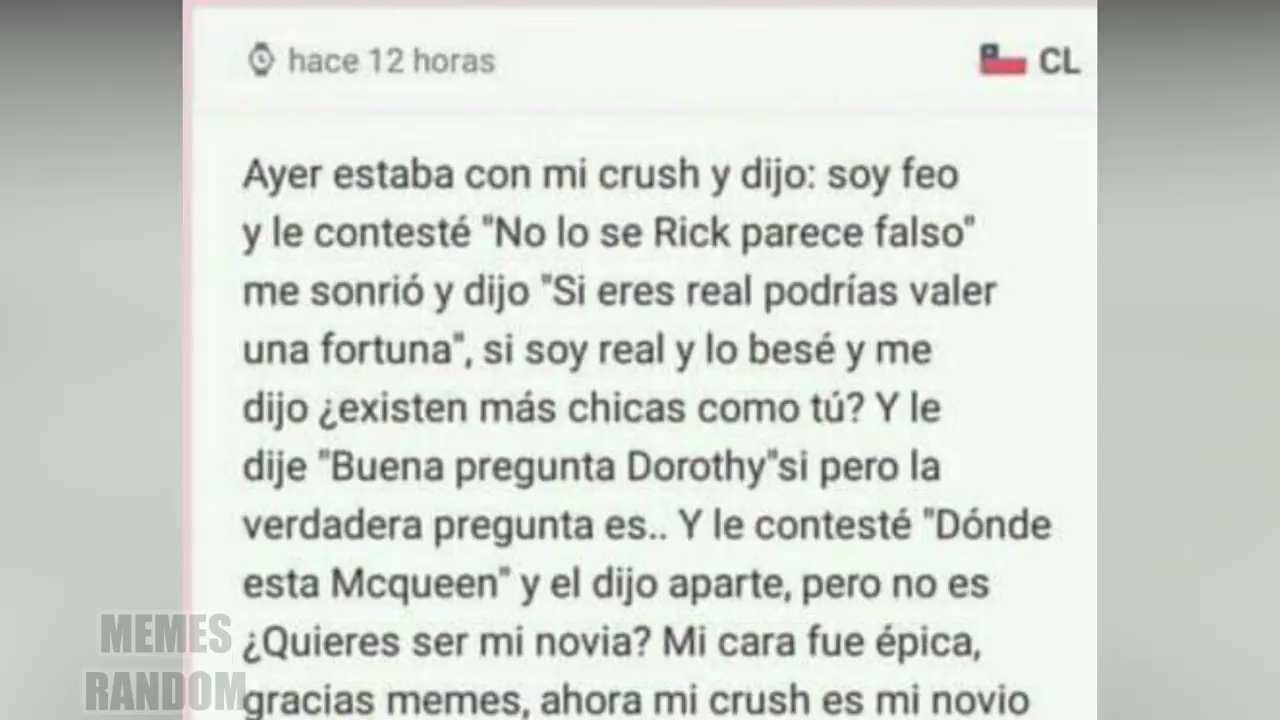 hace 12 horas
CL
Ayer estaba con mi crush y dijo: soy feo
y le contesté "No lo se Rick parece falso"
me sonrió y dijo "Si eres real podrías valer
una fortuna", si soy real y lo besé y me
dijo ¿existen más chicas como tú? Y le
dije "Buena pregunta Dorothy"si pero la
verdadera pregunta es.. Y le contesté "Dónde
esta Mcqueen" y el dijo aparte, pero no es
¿Quieres ser mi novia? Mi cara fue épica,
gracias memes, ahora mi crush es mi novio
MEMES
RANDOM